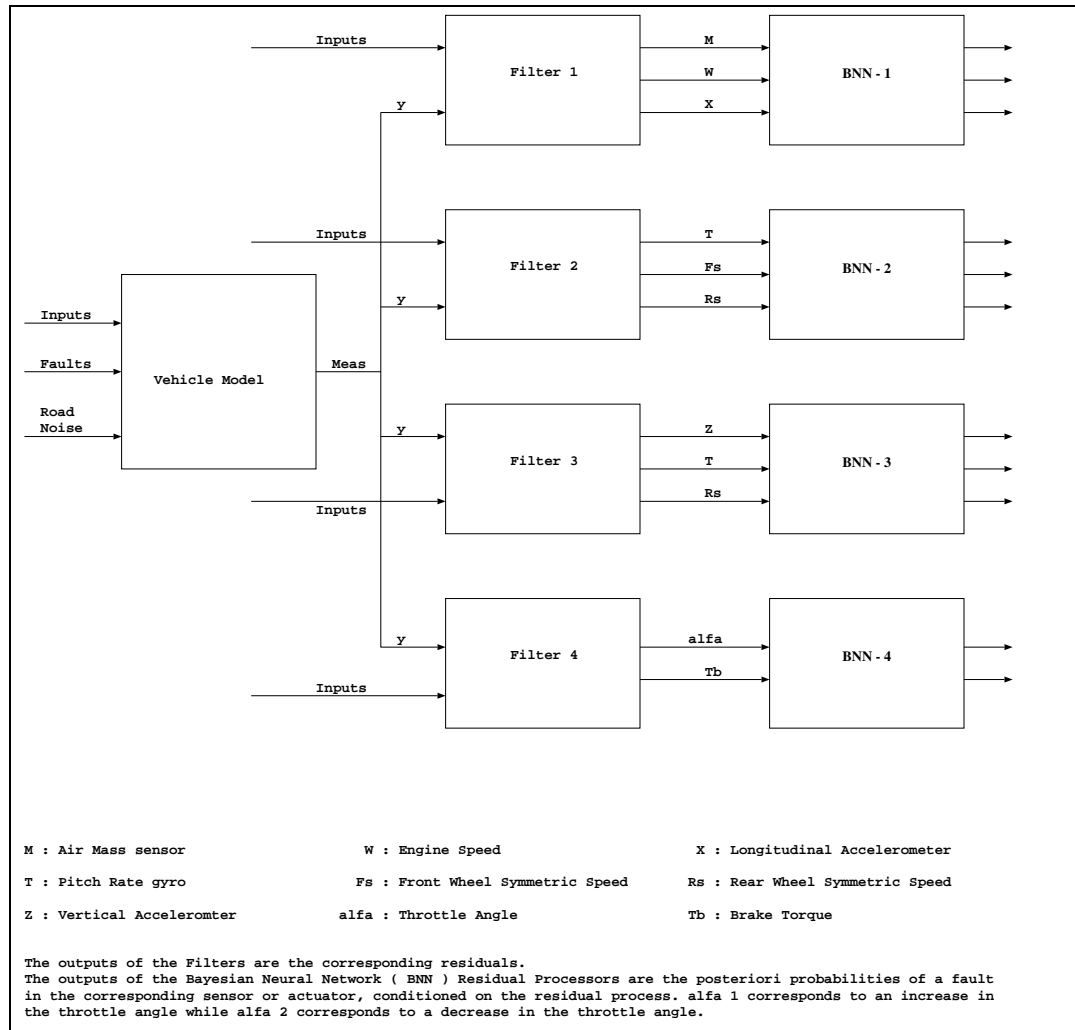 Inputs
M
Filter 1
W
BNN - 1
y
X
Inputs
T
Filter 2
Fs
BNN - 2
y
Rs
Inputs
Faults
Road
Noise
Vehicle Model
Meas
y
Z
Filter 3
T
BNN - 3
Inputs
Rs
y
alfa
Filter 4
Tb
BNN - 4
Inputs
M : Air Mass sensor
W : Engine Speed
X : Longitudinal Accelerometer
T : Pitch Rate gyro
Fs : Front Wheel Symmetric Speed
Rs : Rear Wheel Symmetric Speed
Z : Vertical Acceleromter
alfa : Throttle Angle
Tb : Brake Torque
The outputs of the Filters are the corresponding residuals.
The outputs of the Bayesian Neural Network ( BNN ) Residual Processors are the posteriori probabilities of a fault
in the corresponding sensor or actuator, conditioned on the residual process. alfa 1 corresponds to an increase in
the throttle angle while alfa 2 corresponds to a decrease in the throttle angle.